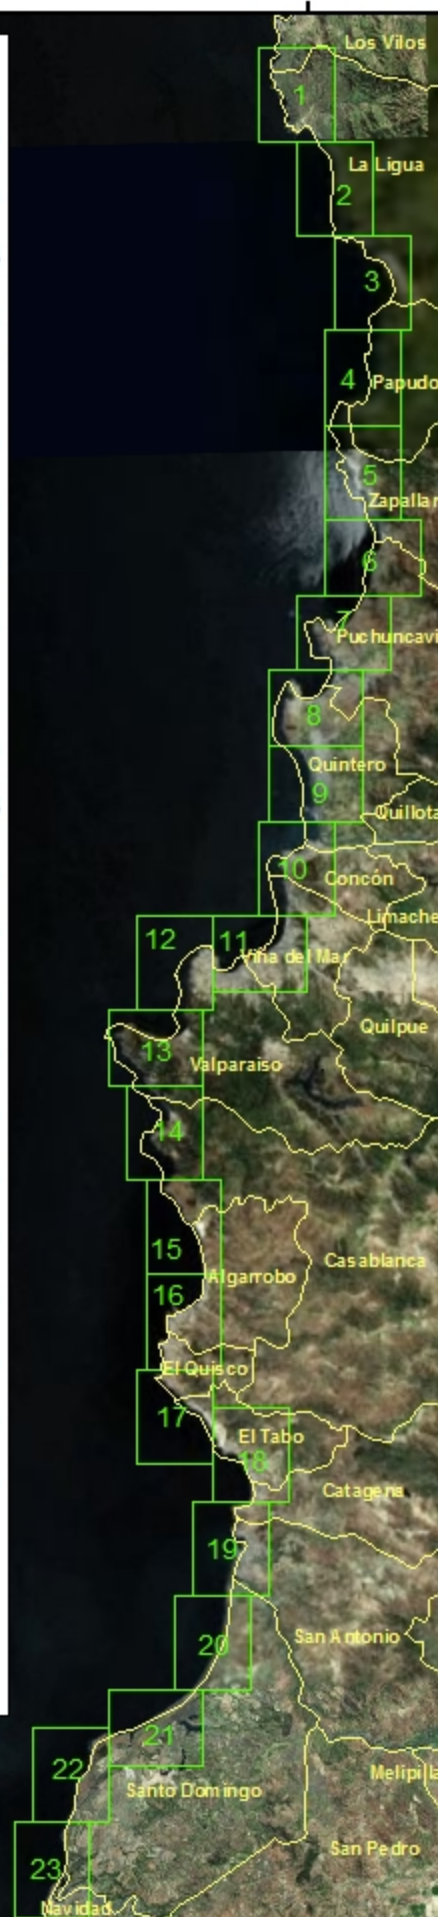 Los Vilos
1
La Ligua
2
3
4
Papudo
5
Zapallar
6
7
Puchuncavi
8
Quintero
9
Quillota
10
Concón
Limache
12
11
Viña del Mar
Quilpue
13
Valparaiso
14
15
Casablanca
Algarrobo
16
El Quisco
17
El Tabo
18
Catagena
19
20
San Antonio
21
22
Melipilla
Santo Domingo
San Pedro
23
Navidad